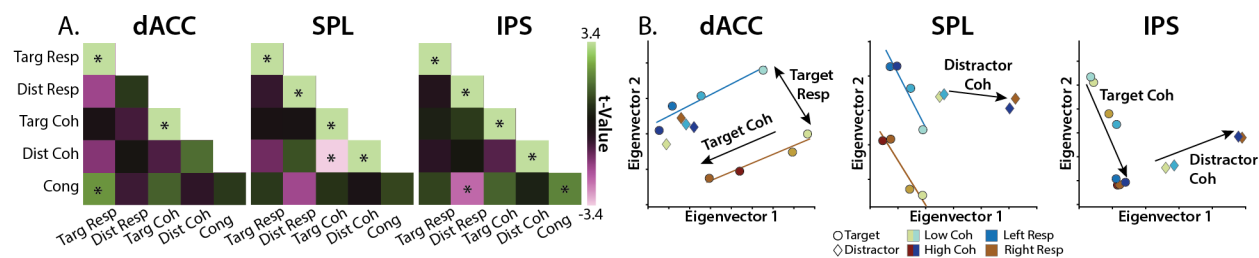 A. dACC SPL IPS
3.4
Targ Resp
Dist Resp
Targ Coh
Dist Coh
Cong
* * *
* *
* * *
* * *
* * *
t-Value
-3.4
Targ Resp Dist Resp Targ Coh Dist Coh Cong
Targ Resp Dist Resp Targ Coh Dist Coh Cong
Targ Resp Dist Resp Targ Coh Dist Coh Cong
B. dACC SPL IPS
Eigenvector 2
Target
Resp
Target Coh
Eigenvector 1
Eigenvector 2
Distractor
Coh
Eigenvector 1
Eigenvector 2
Target Coh
Distractor
Coh
Eigenvector 1
Target Low Coh Left Resp
Distractor High Coh Right Resp